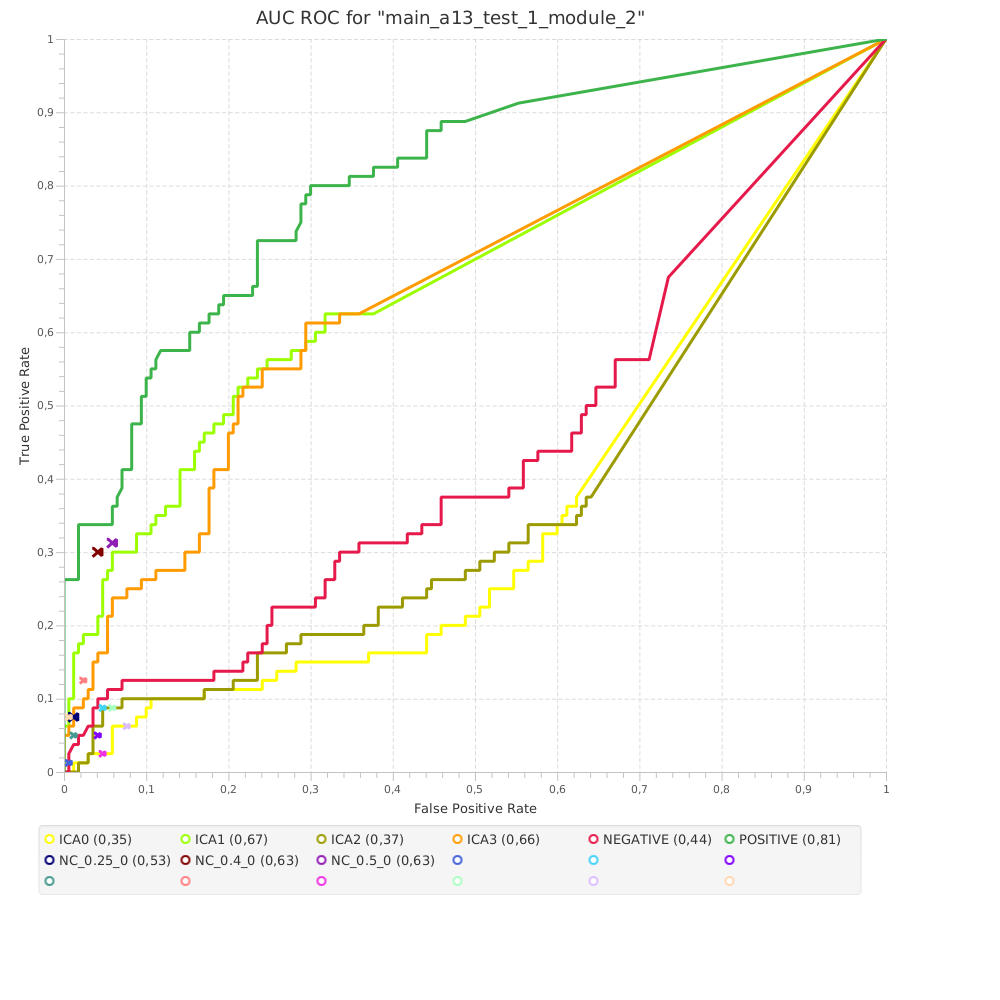 AUC ROC for "main_a13_test_1_module_2"
1
0,9
0,8
0,7
0,6
0,5
0,4
0,3
0,2
0,1
0
True Positive Rate
0 0,1 0,2 0,3 0,4 0,5 0,6 0,7 0,8 0,9 1
False Positive Rate
ICA0 (0,35) ICA1 (0,67) ICA2 (0,37) ICA3 (0,66) NEGATIVE (0,44) POSITIVE (0,81)
NC_0.25_0 (0,53) NC_0.4_0 (0,63) NC_0.5_0 (0,63)